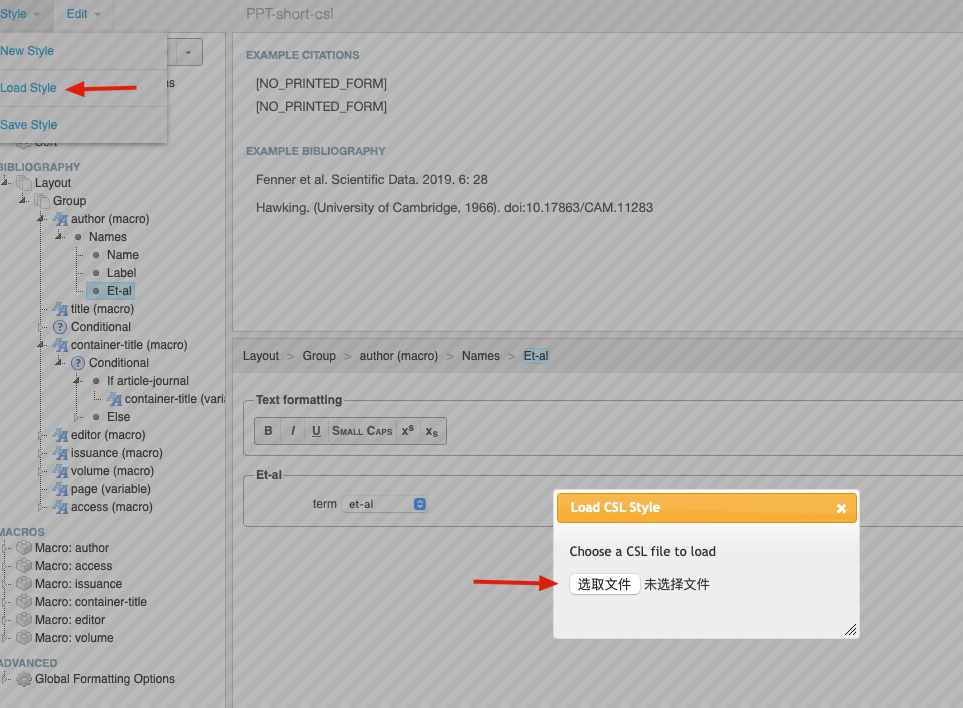 Style Edit PPT-short-csl
New Style
Load Style
Save Style
-
ns
Sort
BIBLIOGRAPHY
Layout
Group
author (macro)
Names
Name
Label
Et-al
title (macro)
Conditional
container-title (macro)
Conditional
If article-journal
container-title (varia
Else
editor (macro)
issuance (macro)
volume (macro)
page (variable)
access (macro)
MACROS
Macro: author
Macro: access
Macro: issuance
Macro: container-title
Macro: editor
Macro: volume
ADVANCED
Global Formatting Options
EXAMPLE CITATIONS
[NO_PRINTED_FORM]
[NO_PRINTED_FORM]
EXAMPLE BIBLIOGRAPHY
Fenner et al. Scientific Data. 2019. 6: 28
Hawking. (University of Cambridge, 1966). doi:10.17863/CAM.11283
Layout > Group > author (macro) > Names > Et-al
Text formatting
B I U SMALL CAPS xs xs
Et-al
term et-al
Load CSL Style
Choose a CSL file to load
选取文件 未选择文件